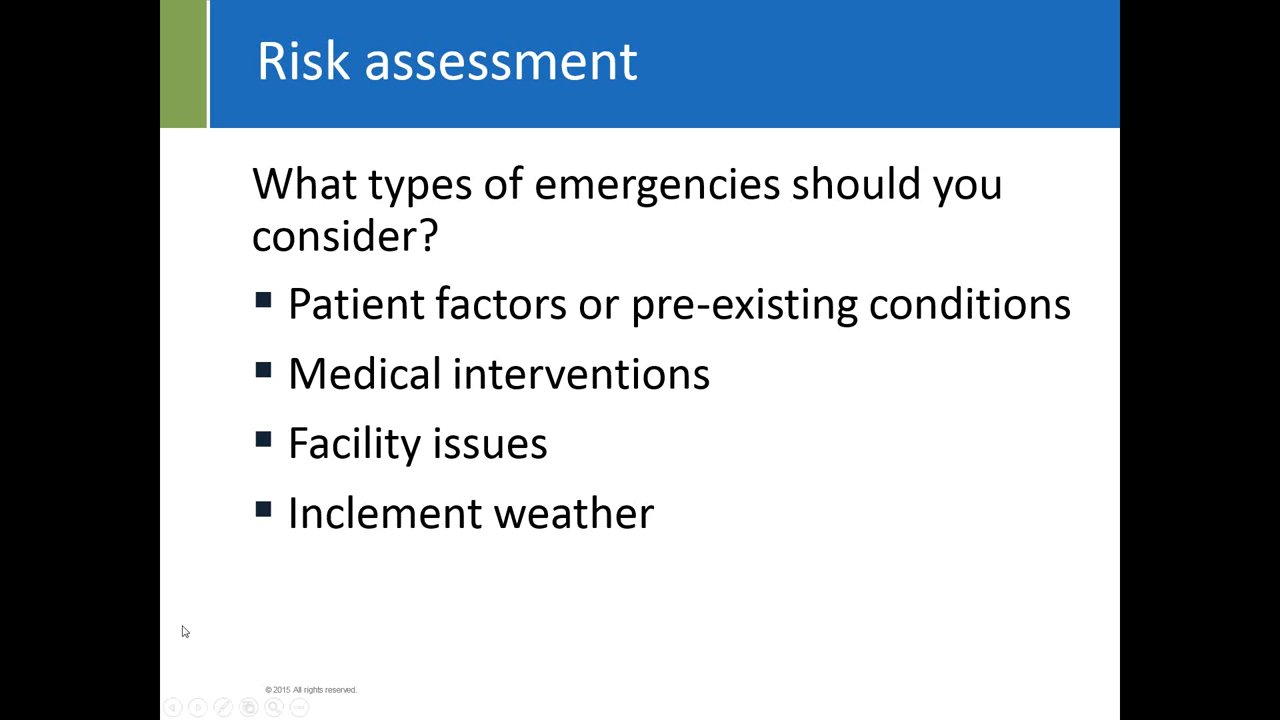 Risk assessment
What types of emergencies should you
consider?
▪ Patient factors or pre-existing conditions
▪ Medical interventions
▪ Facility issues
▪ Inclement weather
© 2015 All rights reserved.